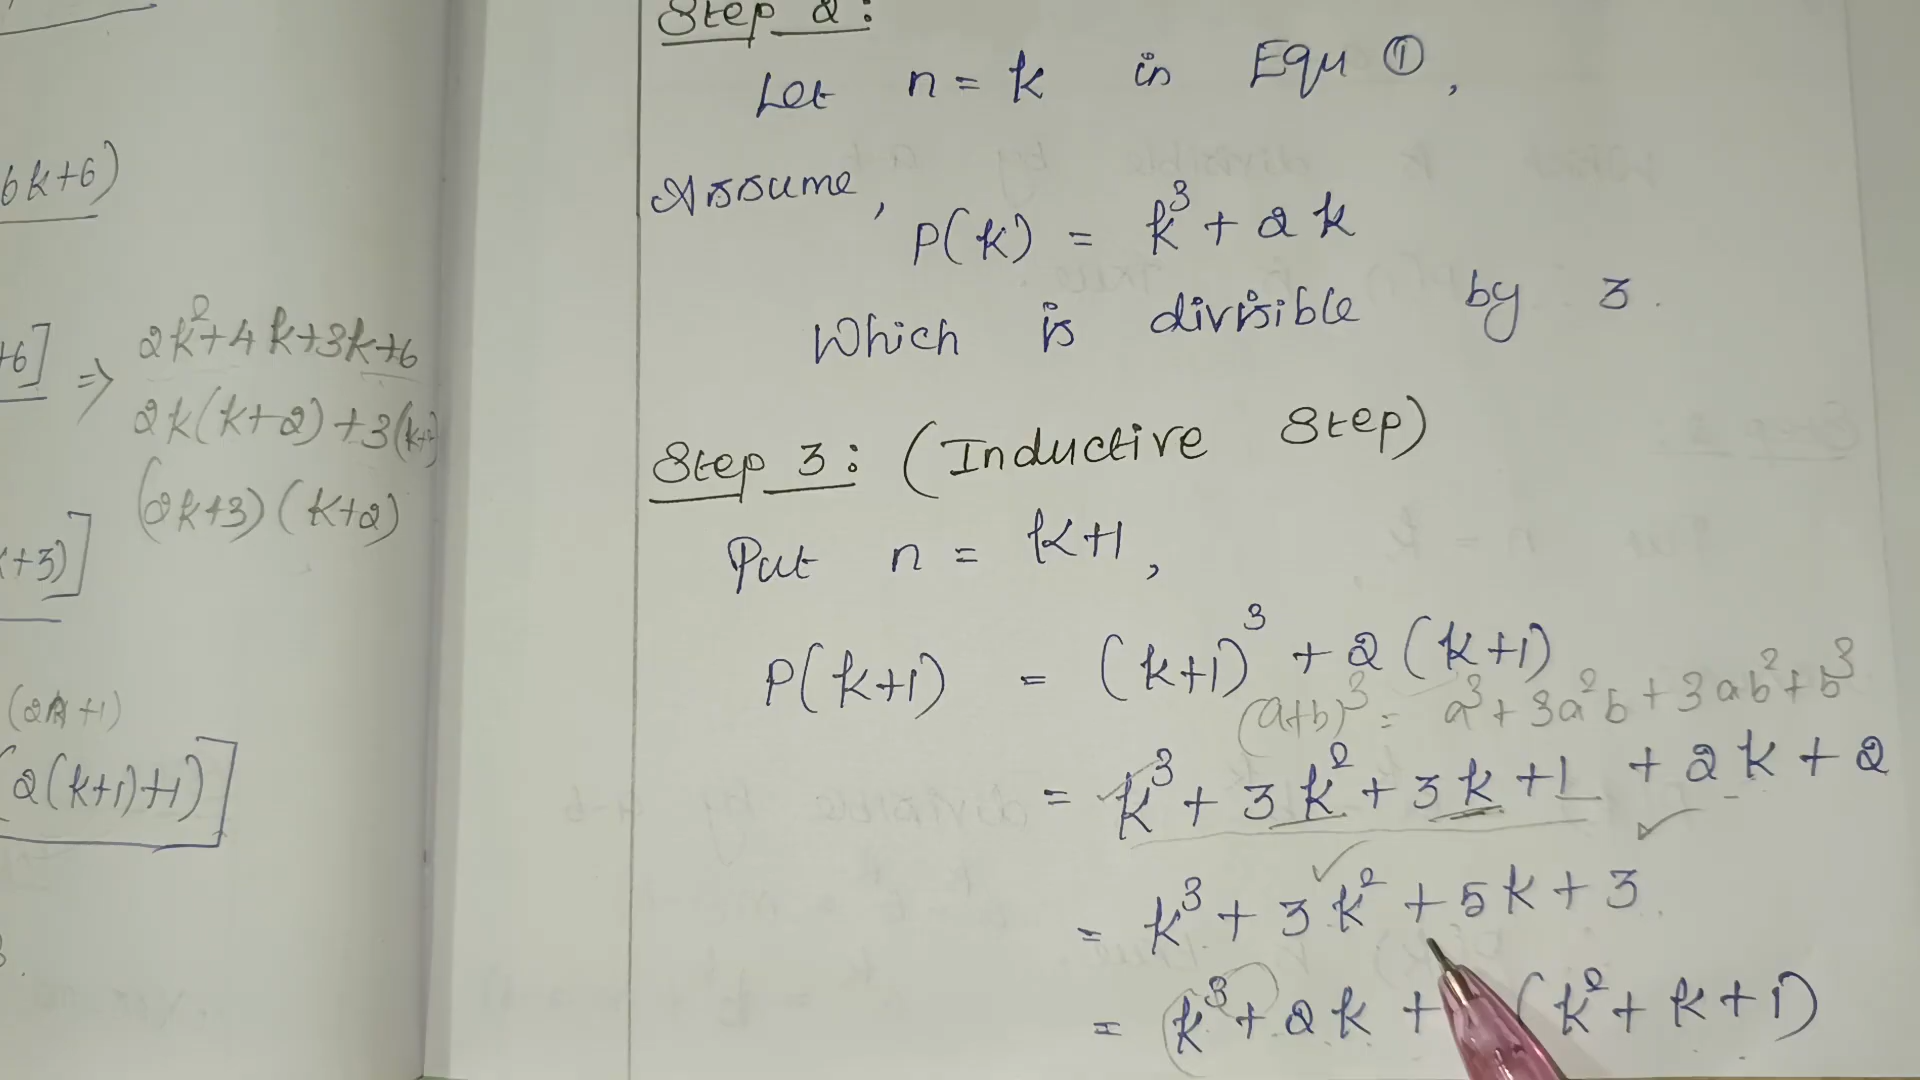 6k+6)
+6] => 2k²+4k+3k+6
2k(k+2)+3(k+2)
(2k+3)(k+2)
+3)]
(2k+1)
2(k+1)+1)]
Step 2:
Let n = k in Equ ①,
Assume,
P(k) = k³ + 2k
Which is divisible by 3.
Step 3: (Inductive Step)
Put n = k+1,
P(k+1) = (k+1)³ + 2(k+1)
(a+b)³ = a³+3a²b+3ab²+b³
= k³ + 3k² + 3k + 1 + 2k + 2
= k³ + 3k² + 5k + 3
= (k³ + 2k + (k² + k + 1)